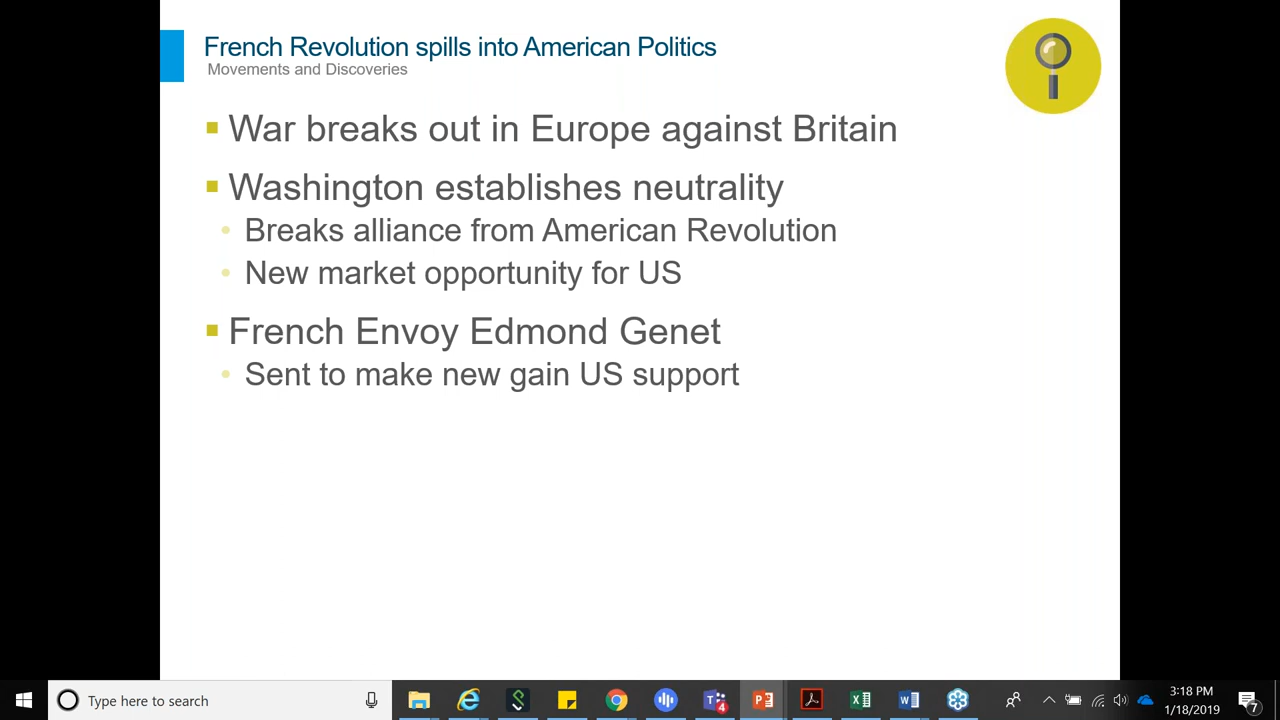 French Revolution spills into American Politics
Movements and Discoveries
War breaks out in Europe against Britain
Washington establishes neutrality
Breaks alliance from American Revolution
New market opportunity for US
French Envoy Edmond Genet
Sent to make new gain US support
Type here to search
4
3:18 PM
1/18/2019
7